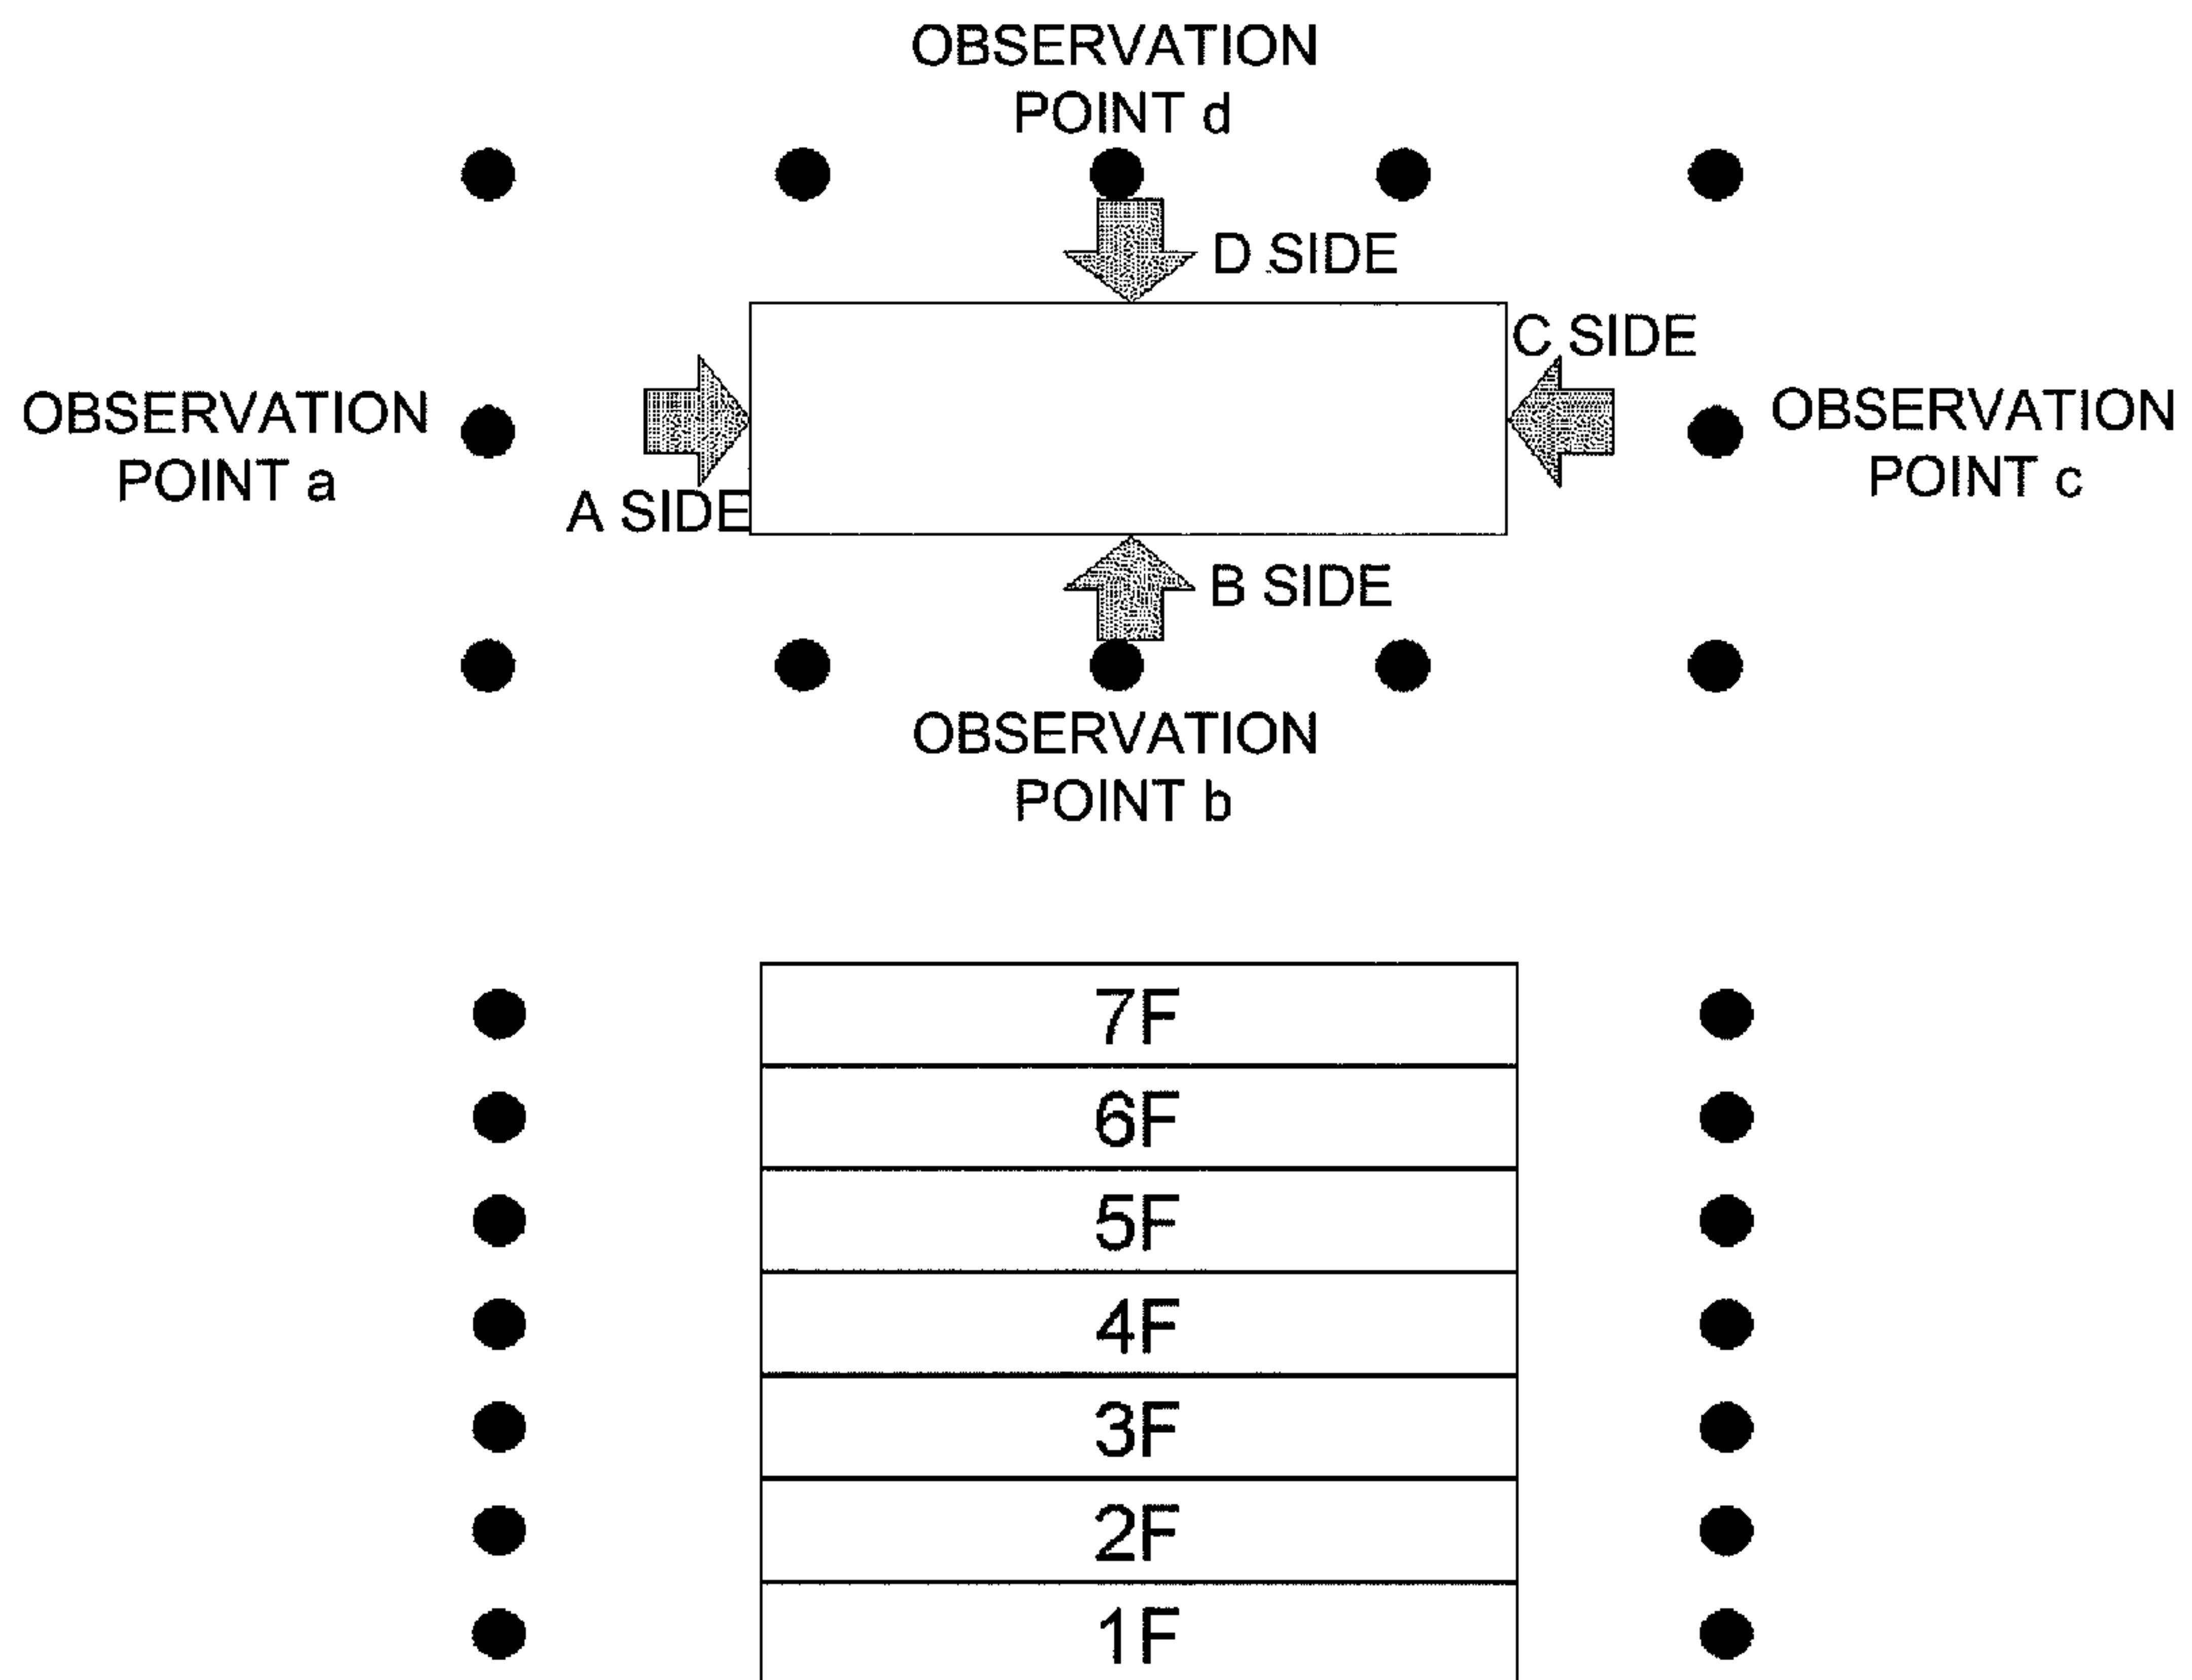 OBSERVATION
POINT d
D SIDE
C SIDE
OBSERVATION
POINT a
OBSERVATION
POINT c
A SIDE
B SIDE
OBSERVATION
POINT b
7F
6F
5F
4F
3F
2F
1F